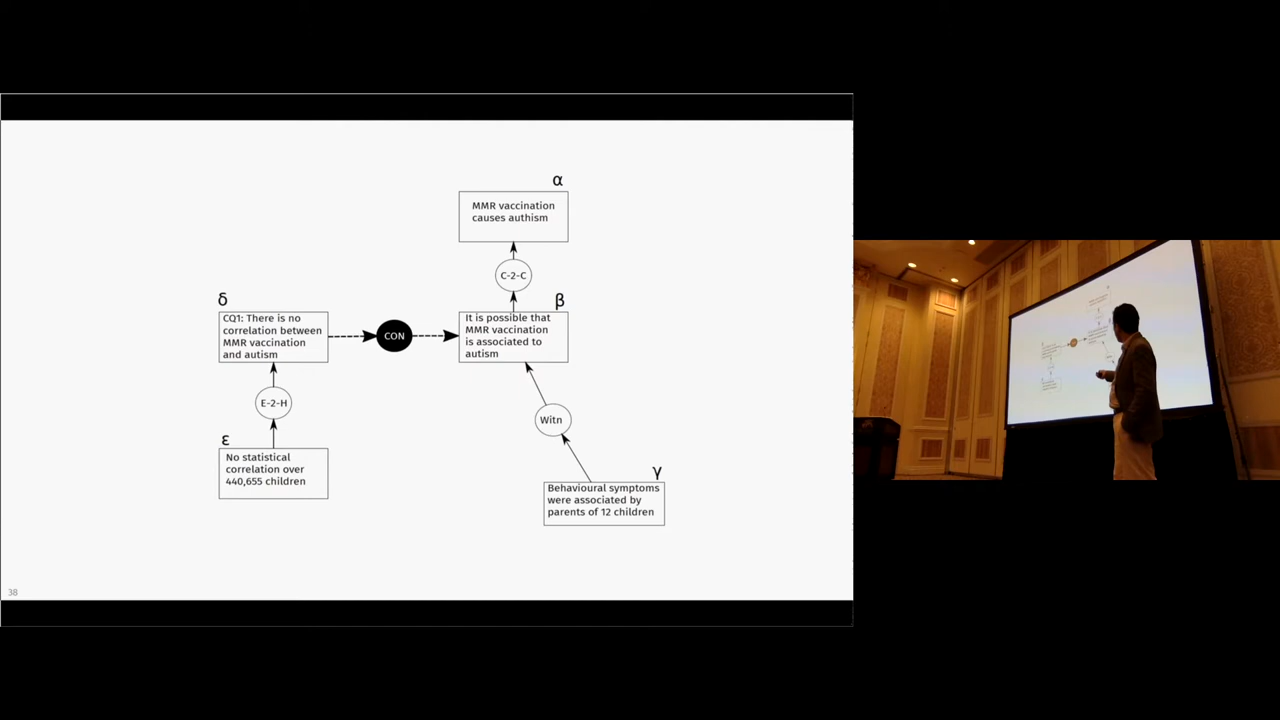 α
MMR vaccination
causes authism
C-2-C
δ
CQ1: There is no
correlation between
MMR vaccination
and autism
CON
β
It is possible that
MMR vaccination
is associated to
autism
E-2-H
Witn
ε
No statistical
correlation over
440,655 children
γ
Behavioural symptoms
were associated by
parents of 12 children
38